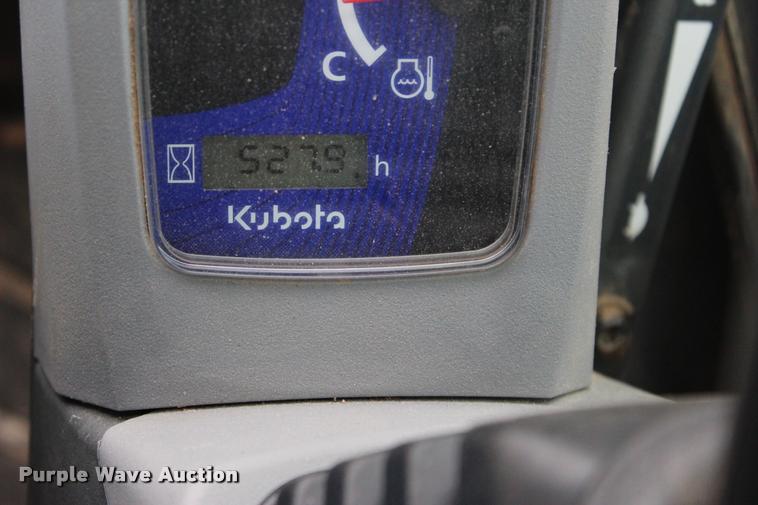 C
527.9 h
Kubota
Purple Wave Auction